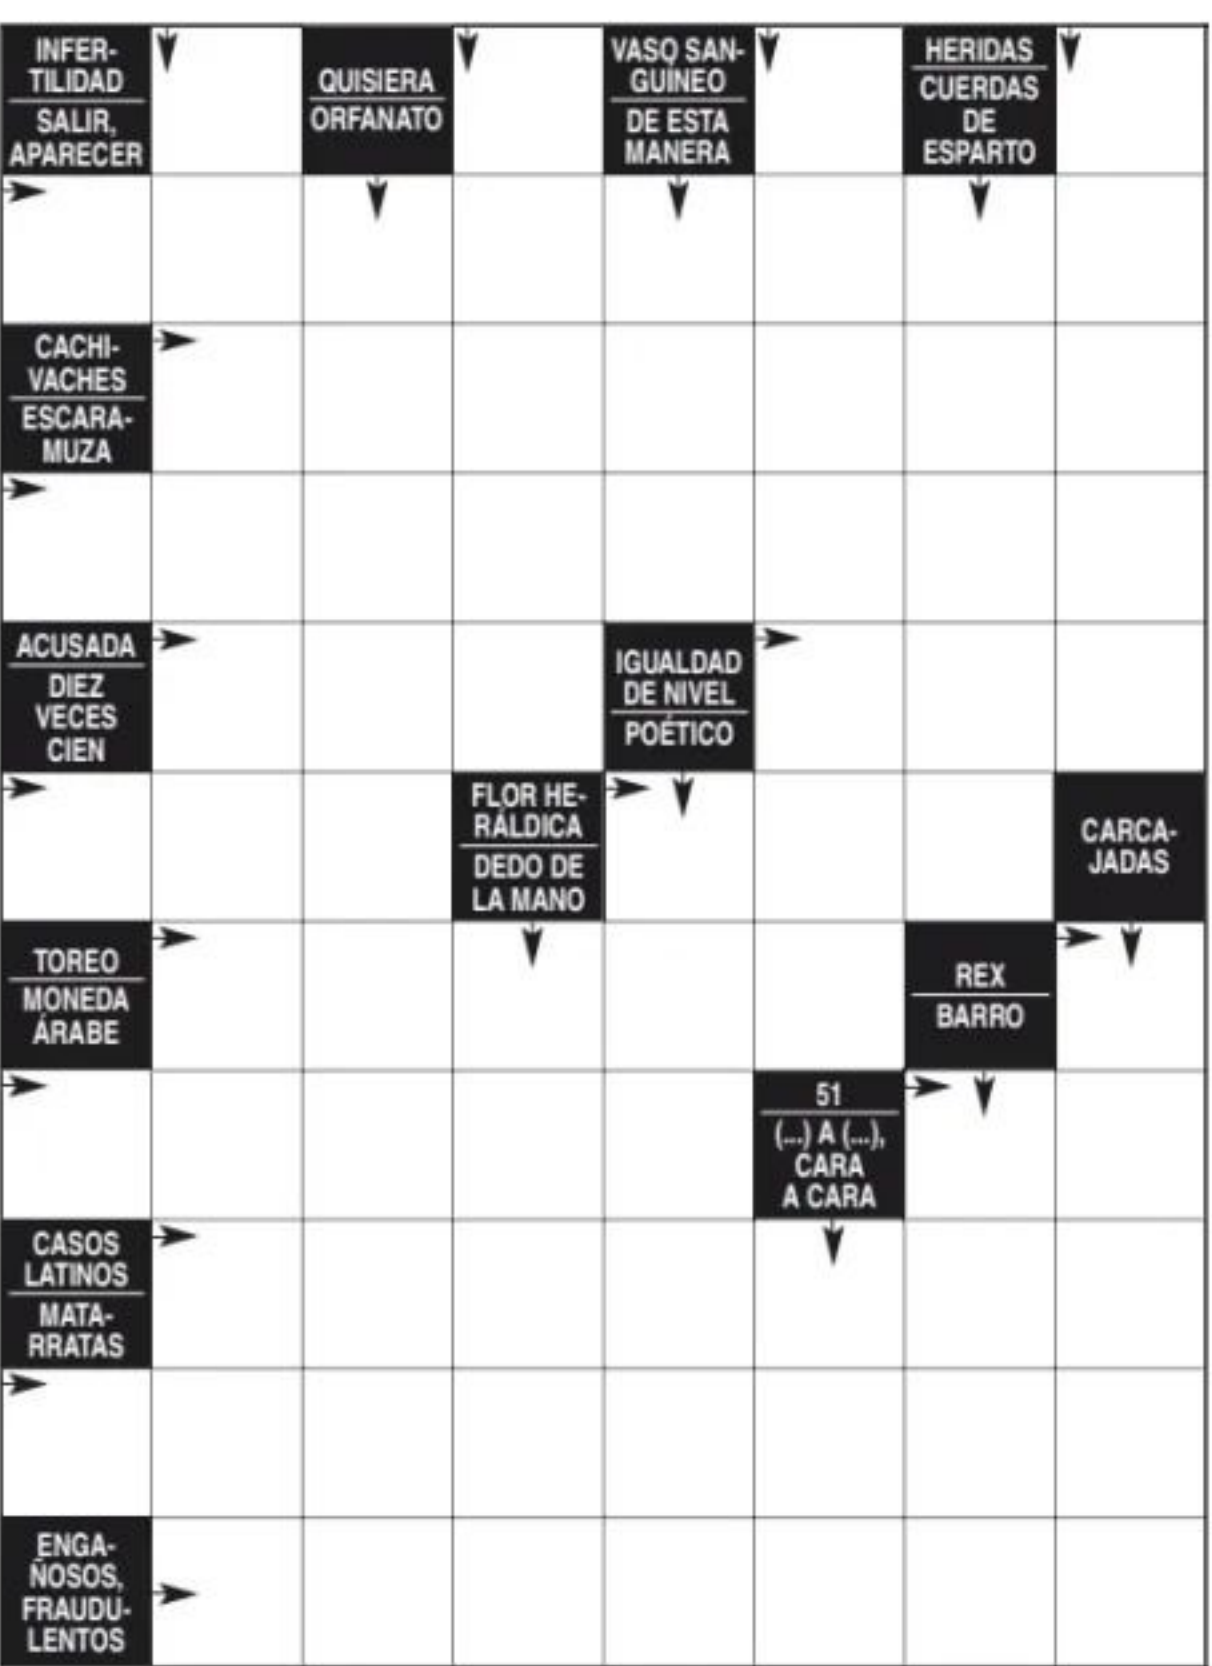 INFER-
TILIDAD
SALIR,
APARECER
QUISIERA
ORFANATO
VASO SAN-
GUÍNEO
DE ESTA
MANERA
HERIDAS
CUERDAS
DE
ESPARTO
CACHI-
VACHES
ESCARA-
MUZA
ACUSADA
DIEZ
VECES
CIEN
IGUALDAD
DE NIVEL
POÉTICO
FLOR HE-
RÁLDICA
DEDO DE
LA MANO
CARCA-
JADAS
TOREO
MONEDA
ÁRABE
REX
BARRO
51
(...) A (...),
CARA
A CARA
CASOS
LATINOS
MATA-
RRATAS
ENGA-
ÑOSOS,
FRAUDU-
LENTOS